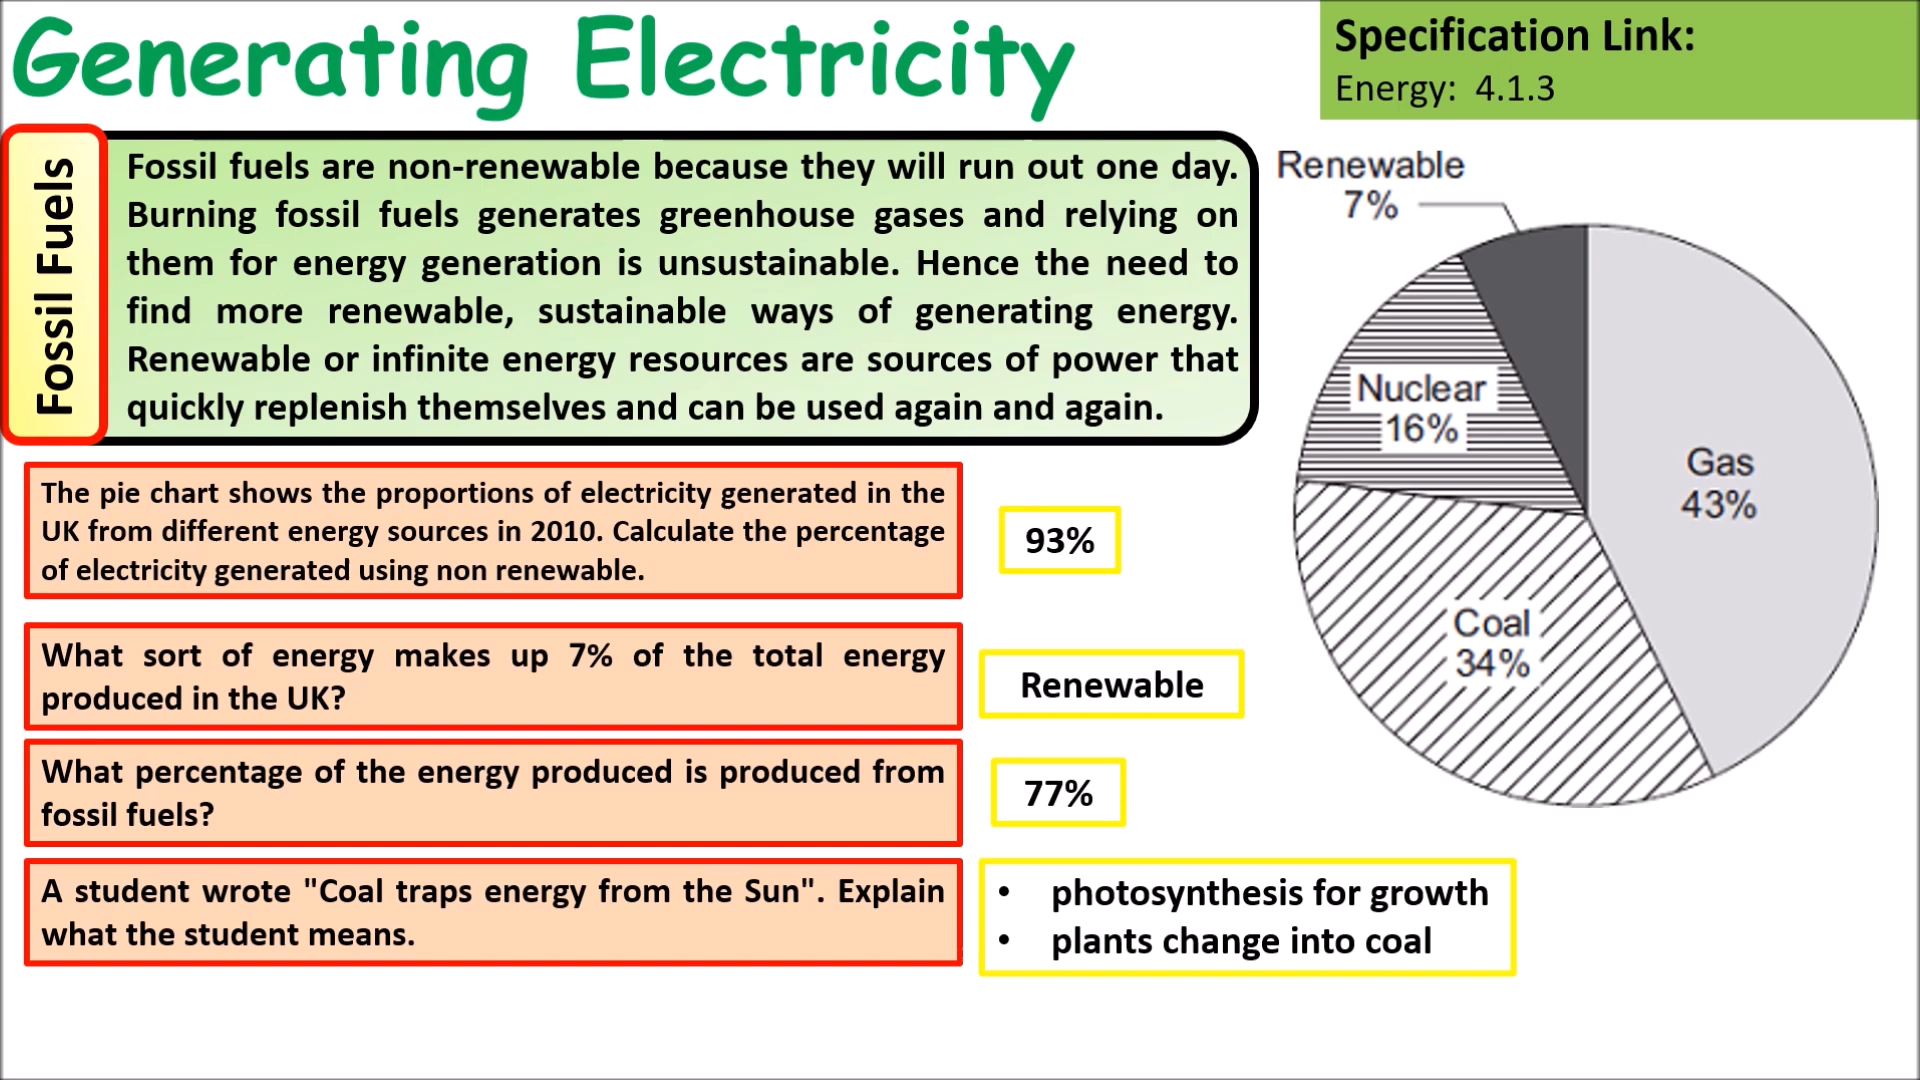 Generating Electricity
Specification Link:
Energy: 4.1.3
Fossil Fuels
Fossil fuels are non-renewable because they will run out one day.
Burning fossil fuels generates greenhouse gases and relying on
them for energy generation is unsustainable. Hence the need to
find more renewable, sustainable ways of generating energy.
Renewable or infinite energy resources are sources of power that
quickly replenish themselves and can be used again and again.
Renewable
7%
Nuclear
16%
Gas
43%
Coal
34%
The pie chart shows the proportions of electricity generated in the
UK from different energy sources in 2010. Calculate the percentage
of electricity generated using non renewable.
93%
What sort of energy makes up 7% of the total energy
produced in the UK?
Renewable
What percentage of the energy produced is produced from
fossil fuels?
77%
A student wrote "Coal traps energy from the Sun". Explain
what the student means.
• photosynthesis for growth
• plants change into coal